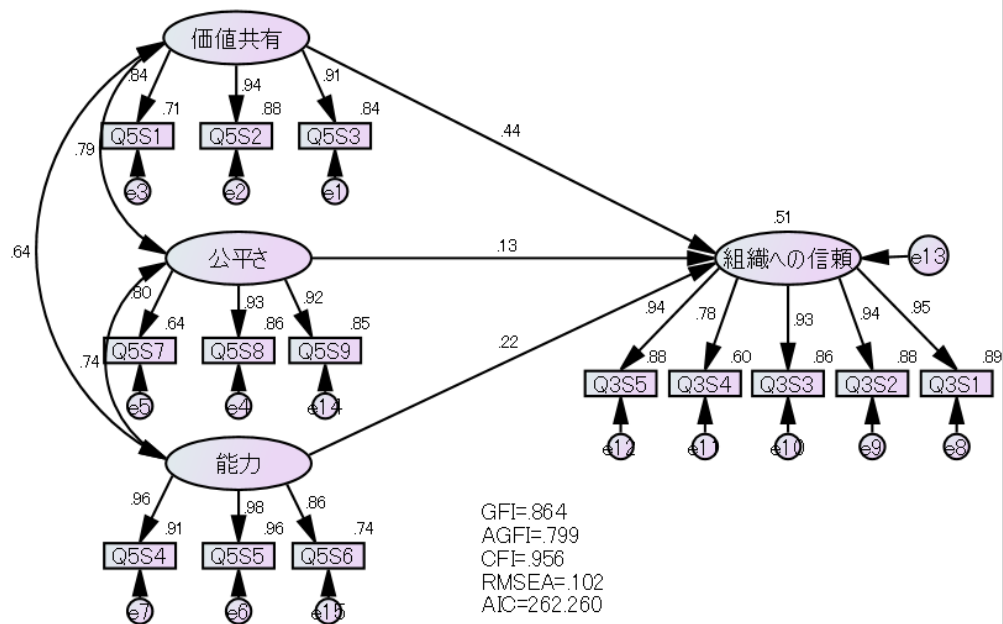 価値共有
.84
.94
.91
.71
.88
.84
Q5S1
Q5S2
Q5S3
.79
.44
e3
e2
e1
.64
.51
公平さ
.13
組織への信頼
e13
.80
.93
.92
.64
.86
.85
.94
.78
.93
.94
.95
Q5S7
Q5S8
Q5S9
.74
.22
.88
.60
.86
.88
.89
Q3S5
Q3S4
Q3S3
Q3S2
Q3S1
e5
e4
e14
e12
e11
e10
e9
e8
能力
.96
.98
.86
.91
.96
.74
Q5S4
Q5S5
Q5S6
e7
e6
e15
GFI=.864
AGFI=.799
CFI=.956
RMSEA=.102
AIC=262.260